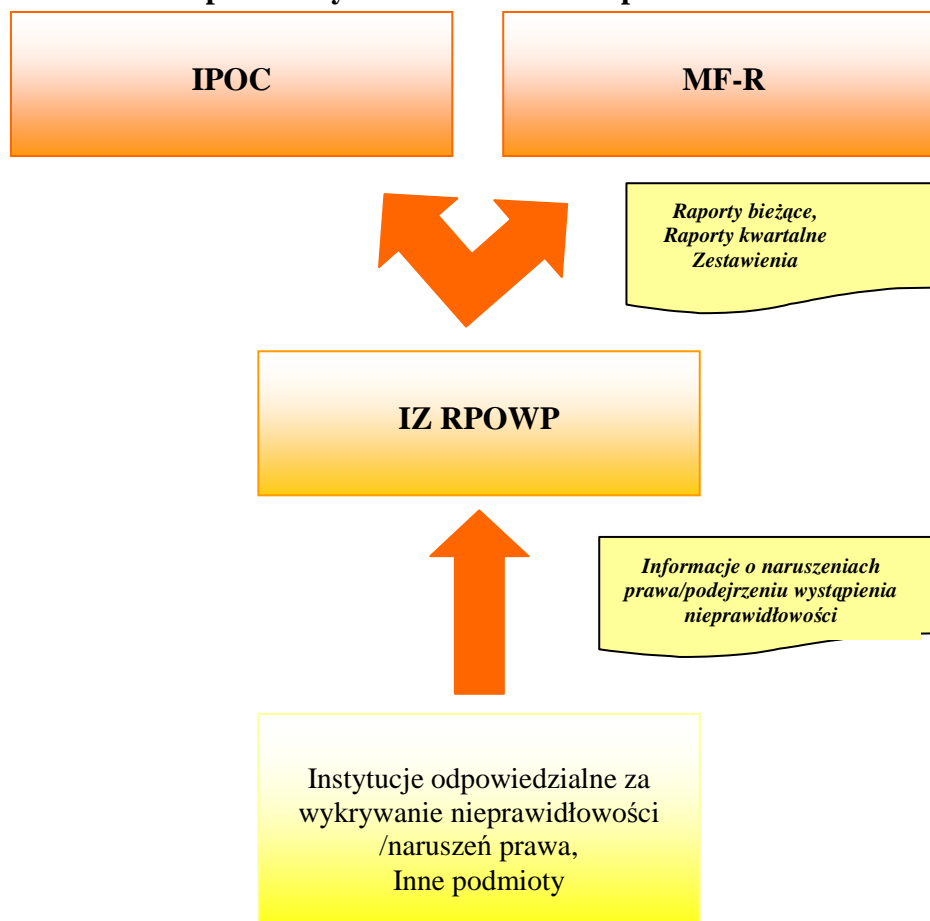 IPOC
MF-R
Raporty bieżące,
Raporty kwartalne
Zestawienia
IZ RPOWP
Informacje o naruszeniach
prawa/podejrzeniu wystąpienia
nieprawidłowości
Instytucje odpowiedzialne za
wykrywanie nieprawidłowości
/naruszeń prawa,
Inne podmioty